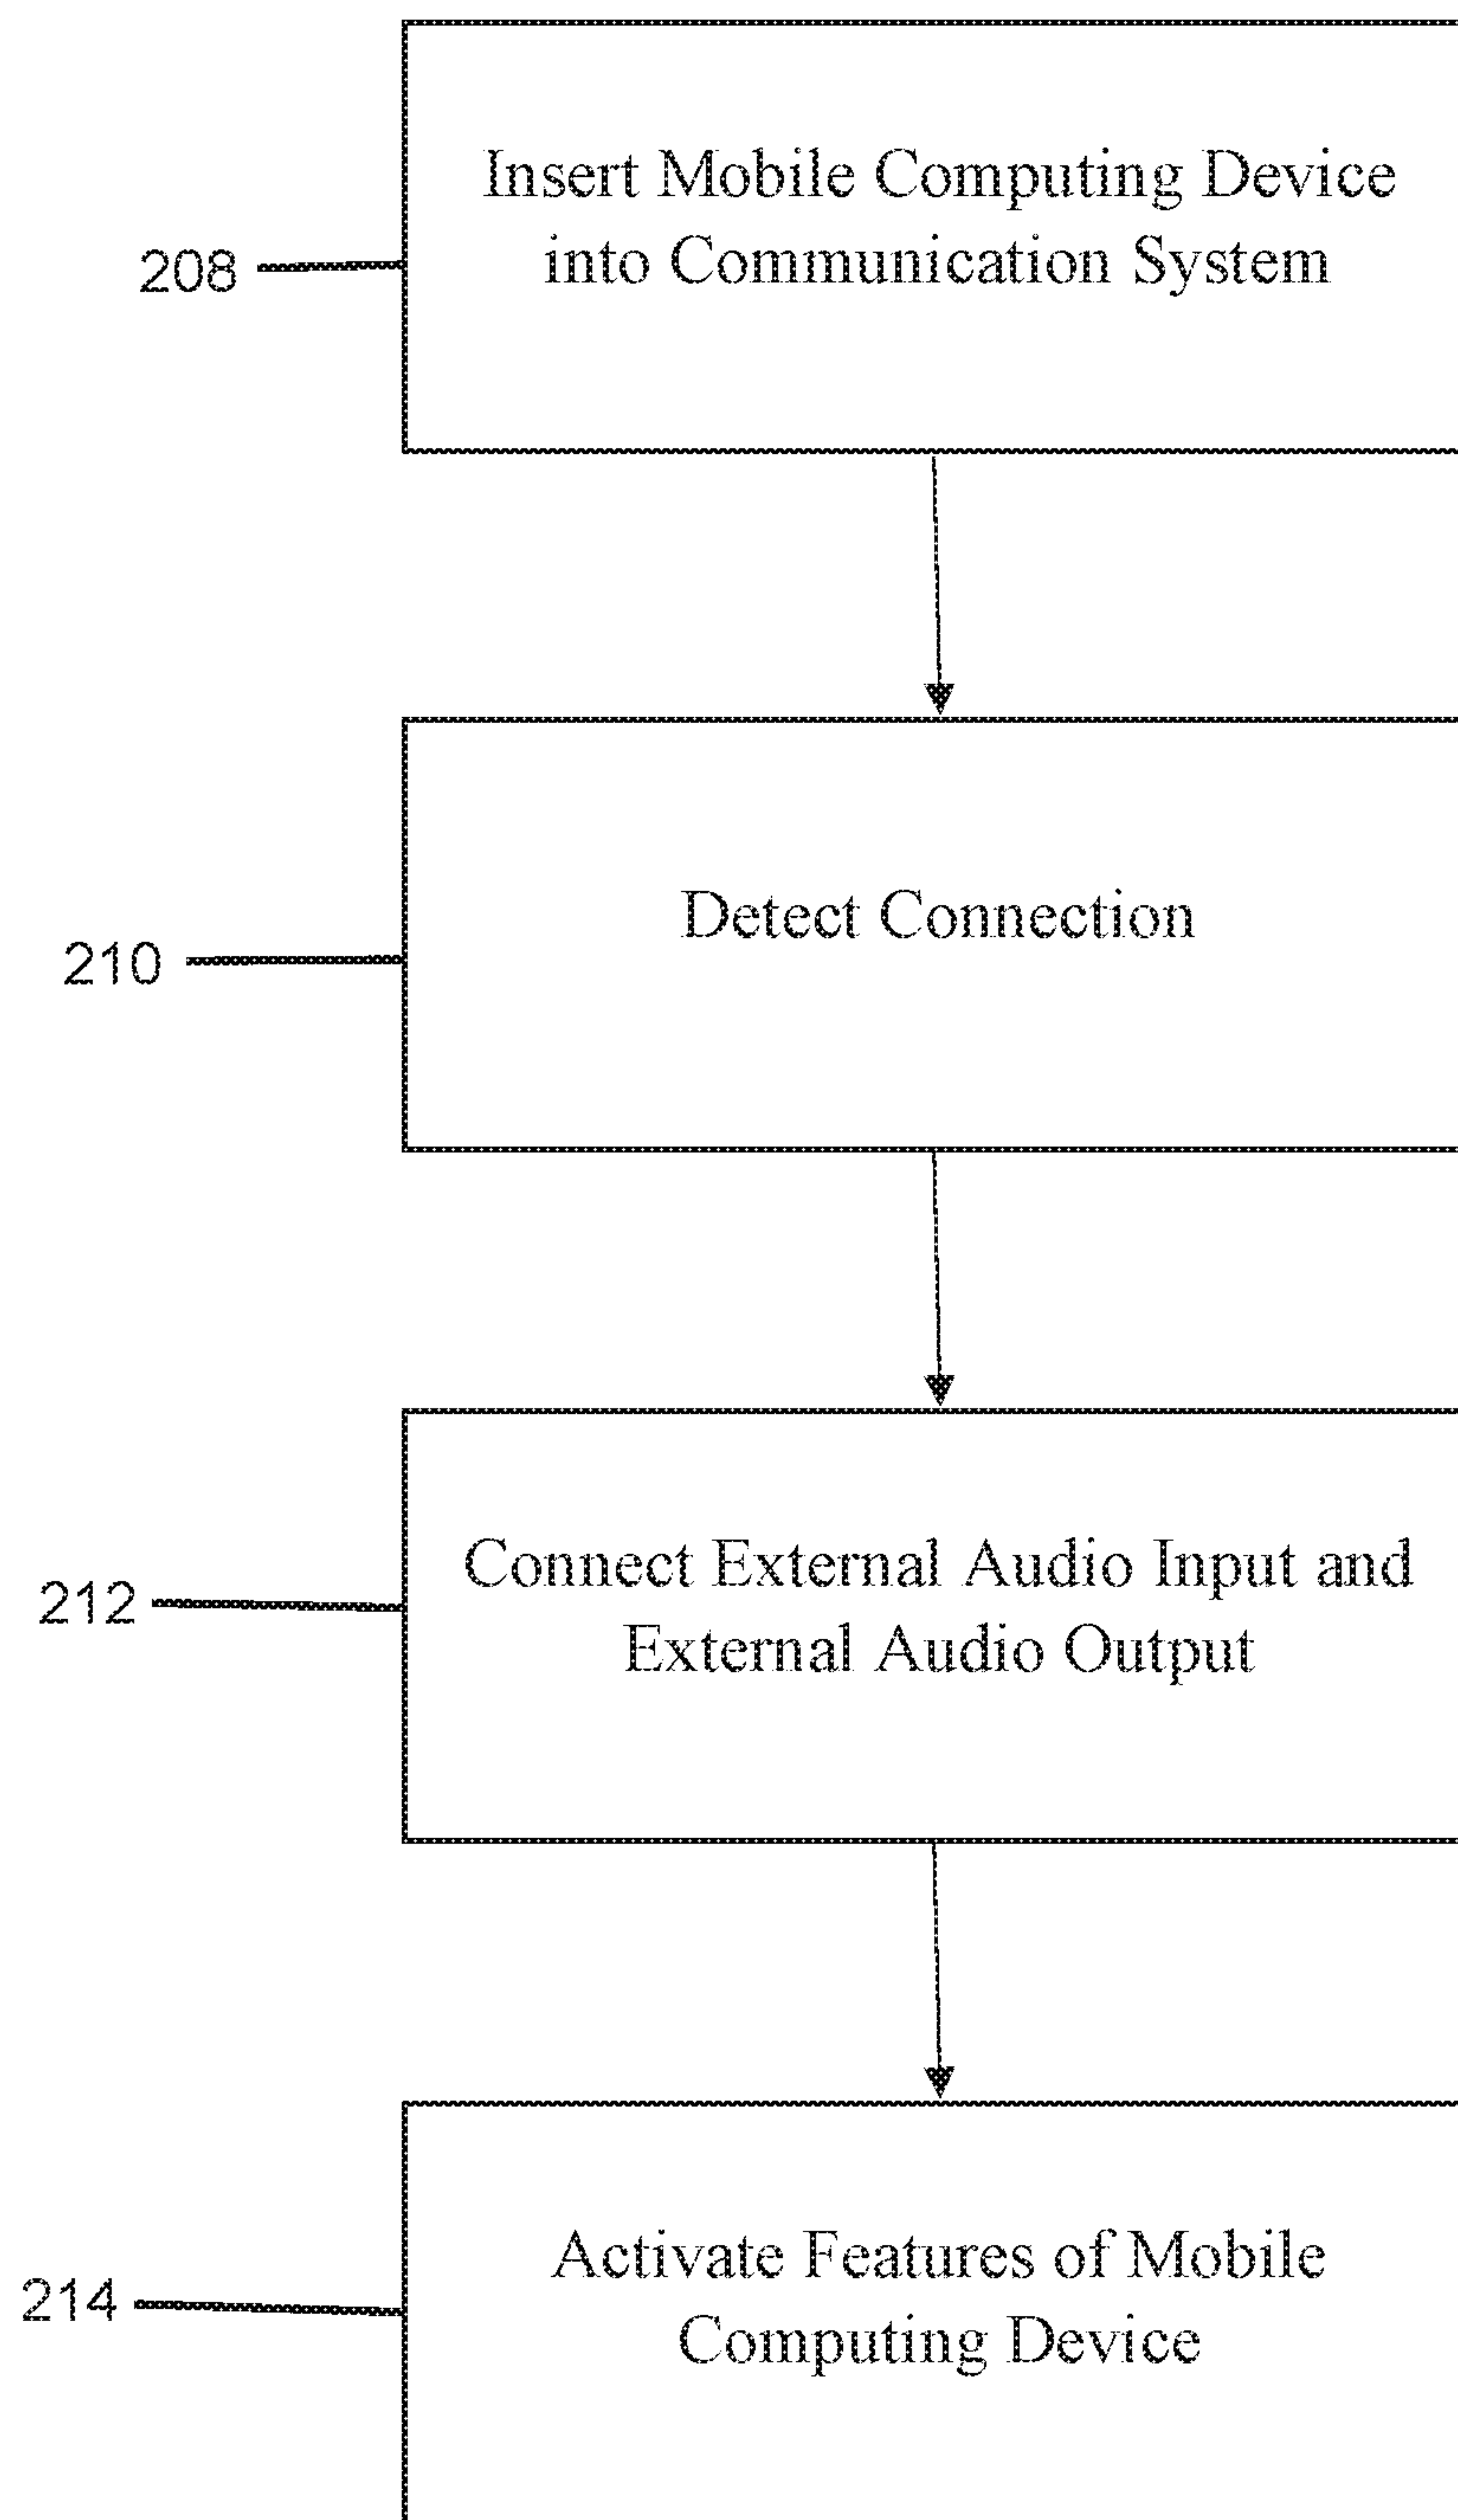 Insert Mobile Computing Device
into Communication System
208
Detect Connection
210
Connect External Audio Input and
External Audio Output
212
Activate Features of Mobile
Computing Device
214